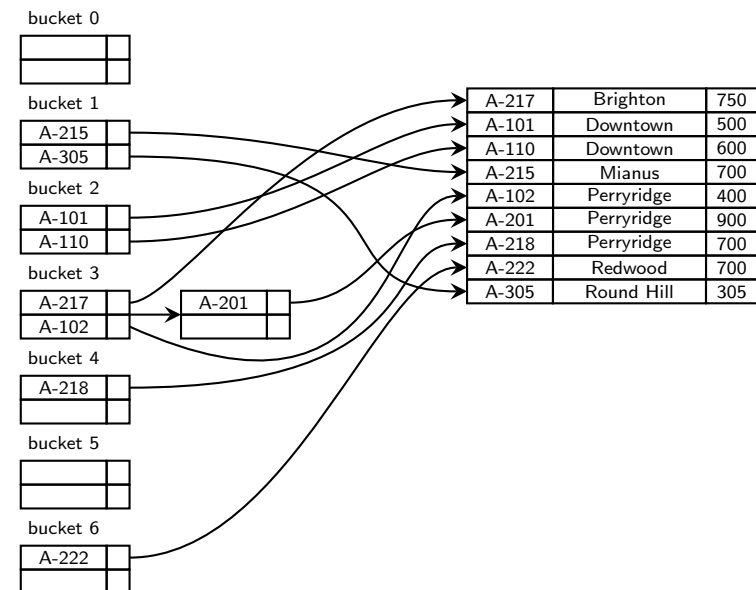 bucket 0
bucket 1
A-215
A-305
bucket 2
A-101
A-110
bucket 3
A-217
A-102
A-201
bucket 4
A-218
bucket 5
bucket 6
A-222
A-217 Brighton 750
A-101 Downtown 500
A-110 Downtown 600
A-215 Mianus 700
A-102 Perryridge 400
A-201 Perryridge 900
A-218 Perryridge 700
A-222 Redwood 700
A-305 Round Hill 305